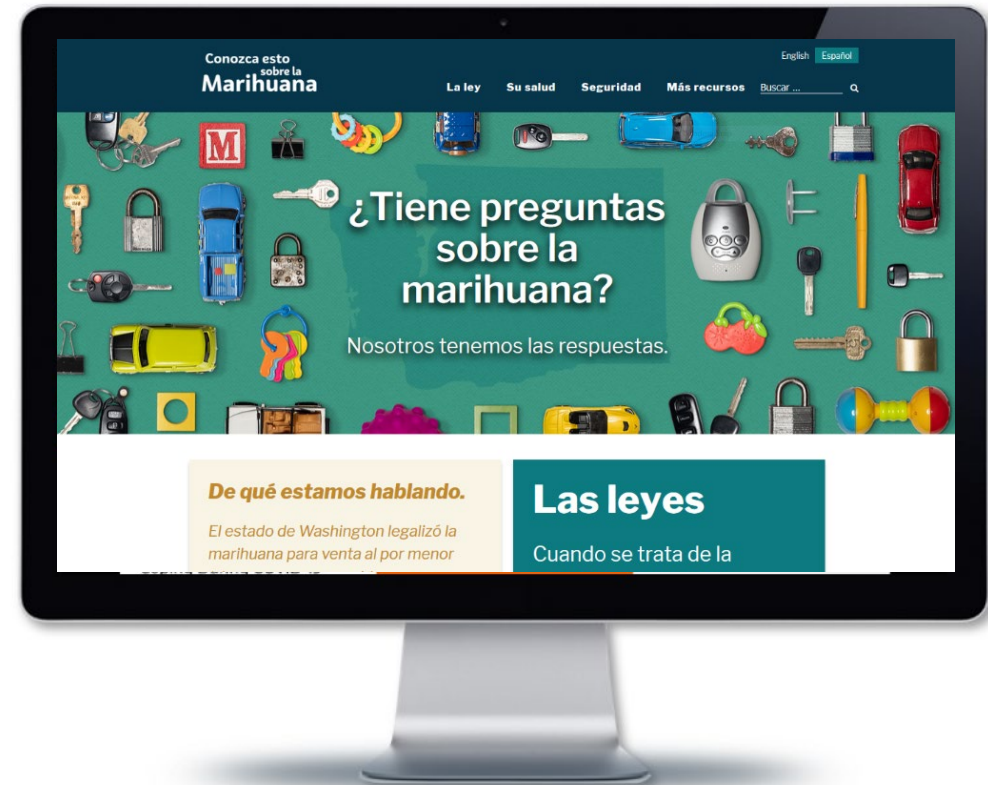 Conozca esto
sobre la
Marihuana
English Español
La ley Su salud Seguridad Más recursos Buscar ...
M
¿Tiene preguntas
sobre la
marihuana?
Nosotros tenemos las respuestas.
De qué estamos hablando.
El estado de Washington legalizó la
marihuana para venta al por menor
Las leyes
Cuando se trata de la